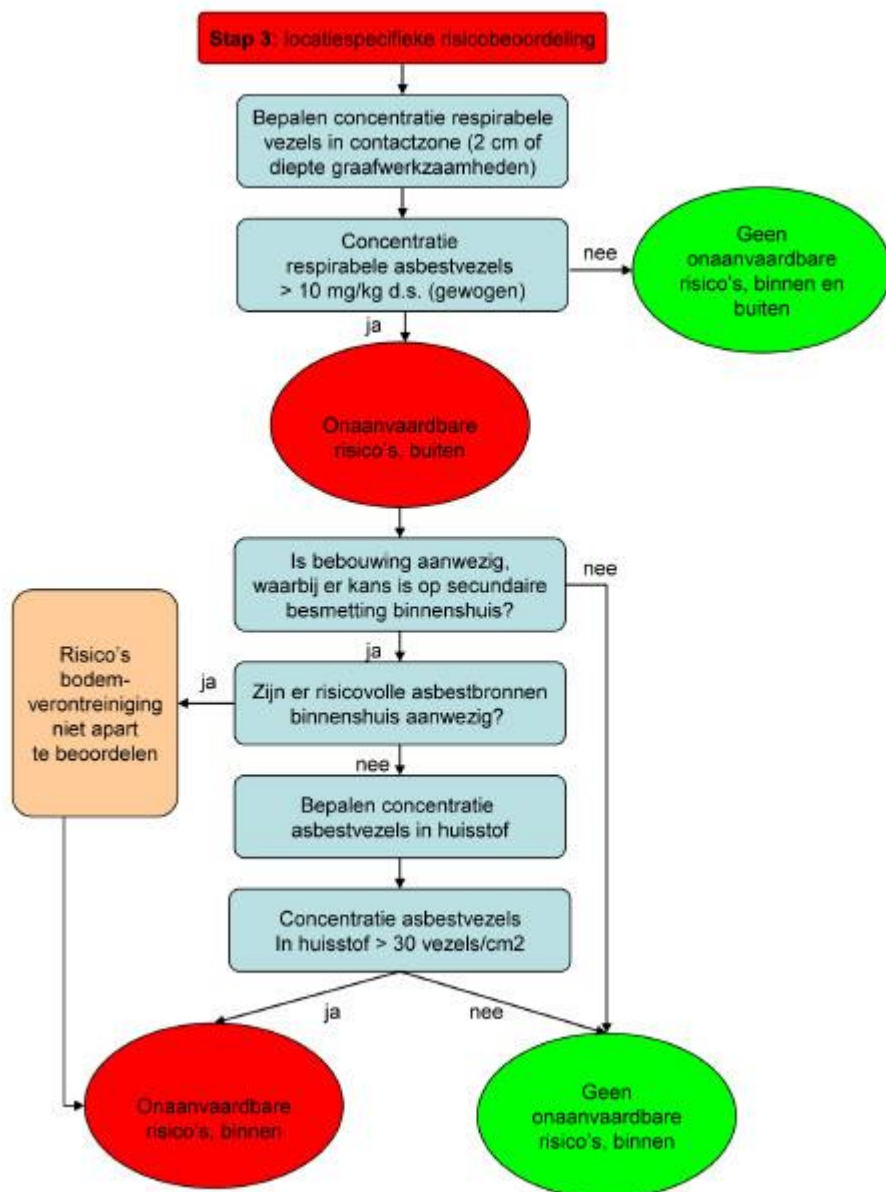 Stap 3: locatiespecifieke risicobeoordeling
Bepalen concentratie respirabele
vezels in contactzone (2 cm of
diepte graafwerkzaamheden)
Concentratie
respirabele asbestvezels
> 10 mg/kg d.s. (gewogen)
nee
Geen
onaanvaardbare
risico's, binnen en
buiten
ja
Onaanvaardbare
risico's, buiten
Is bebouwing aanwezig,
waarbij er kans is op secundaire
besmetting binnenshuis?
nee
ja
Zijn er risicovolle asbestbronnen
binnenshuis aanwezig?
ja
Risico's
bodem-
verontreiniging
niet apart
te beoordelen
nee
Bepalen concentratie
asbestvezels in huisstof
Concentratie asbestvezels
In huisstof > 30 vezels/cm2
ja
nee
Onaanvaardbare
risico's, binnen
Geen
onaanvaardbare
risico's, binnen